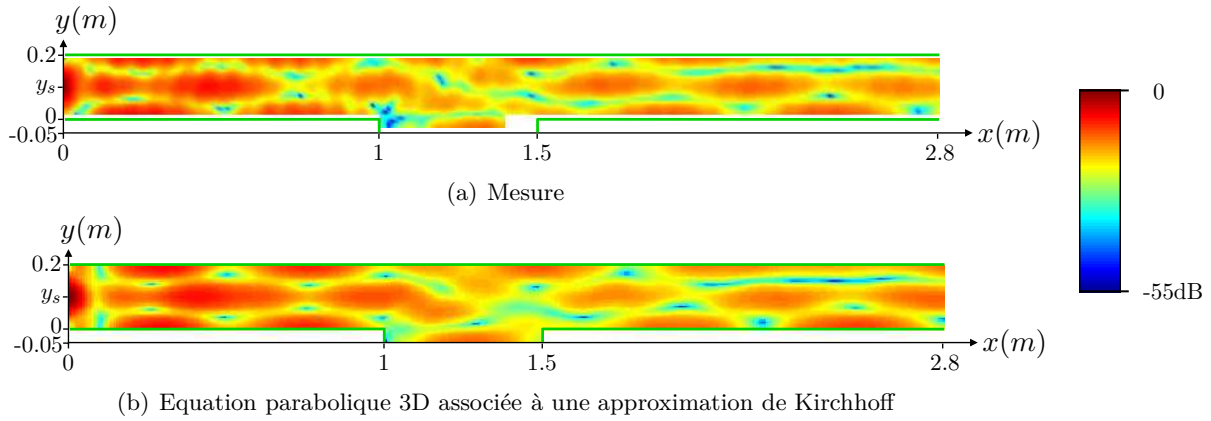 y(m)
0.2
y_s
0
-0.05
0
1
1.5
2.8
x(m)
(a) Mesure
y(m)
0.2
y_s
0
-0.05
0
1
1.5
2.8
x(m)
(b) Equation parabolique 3D associée à une approximation de Kirchhoff
0
-55dB